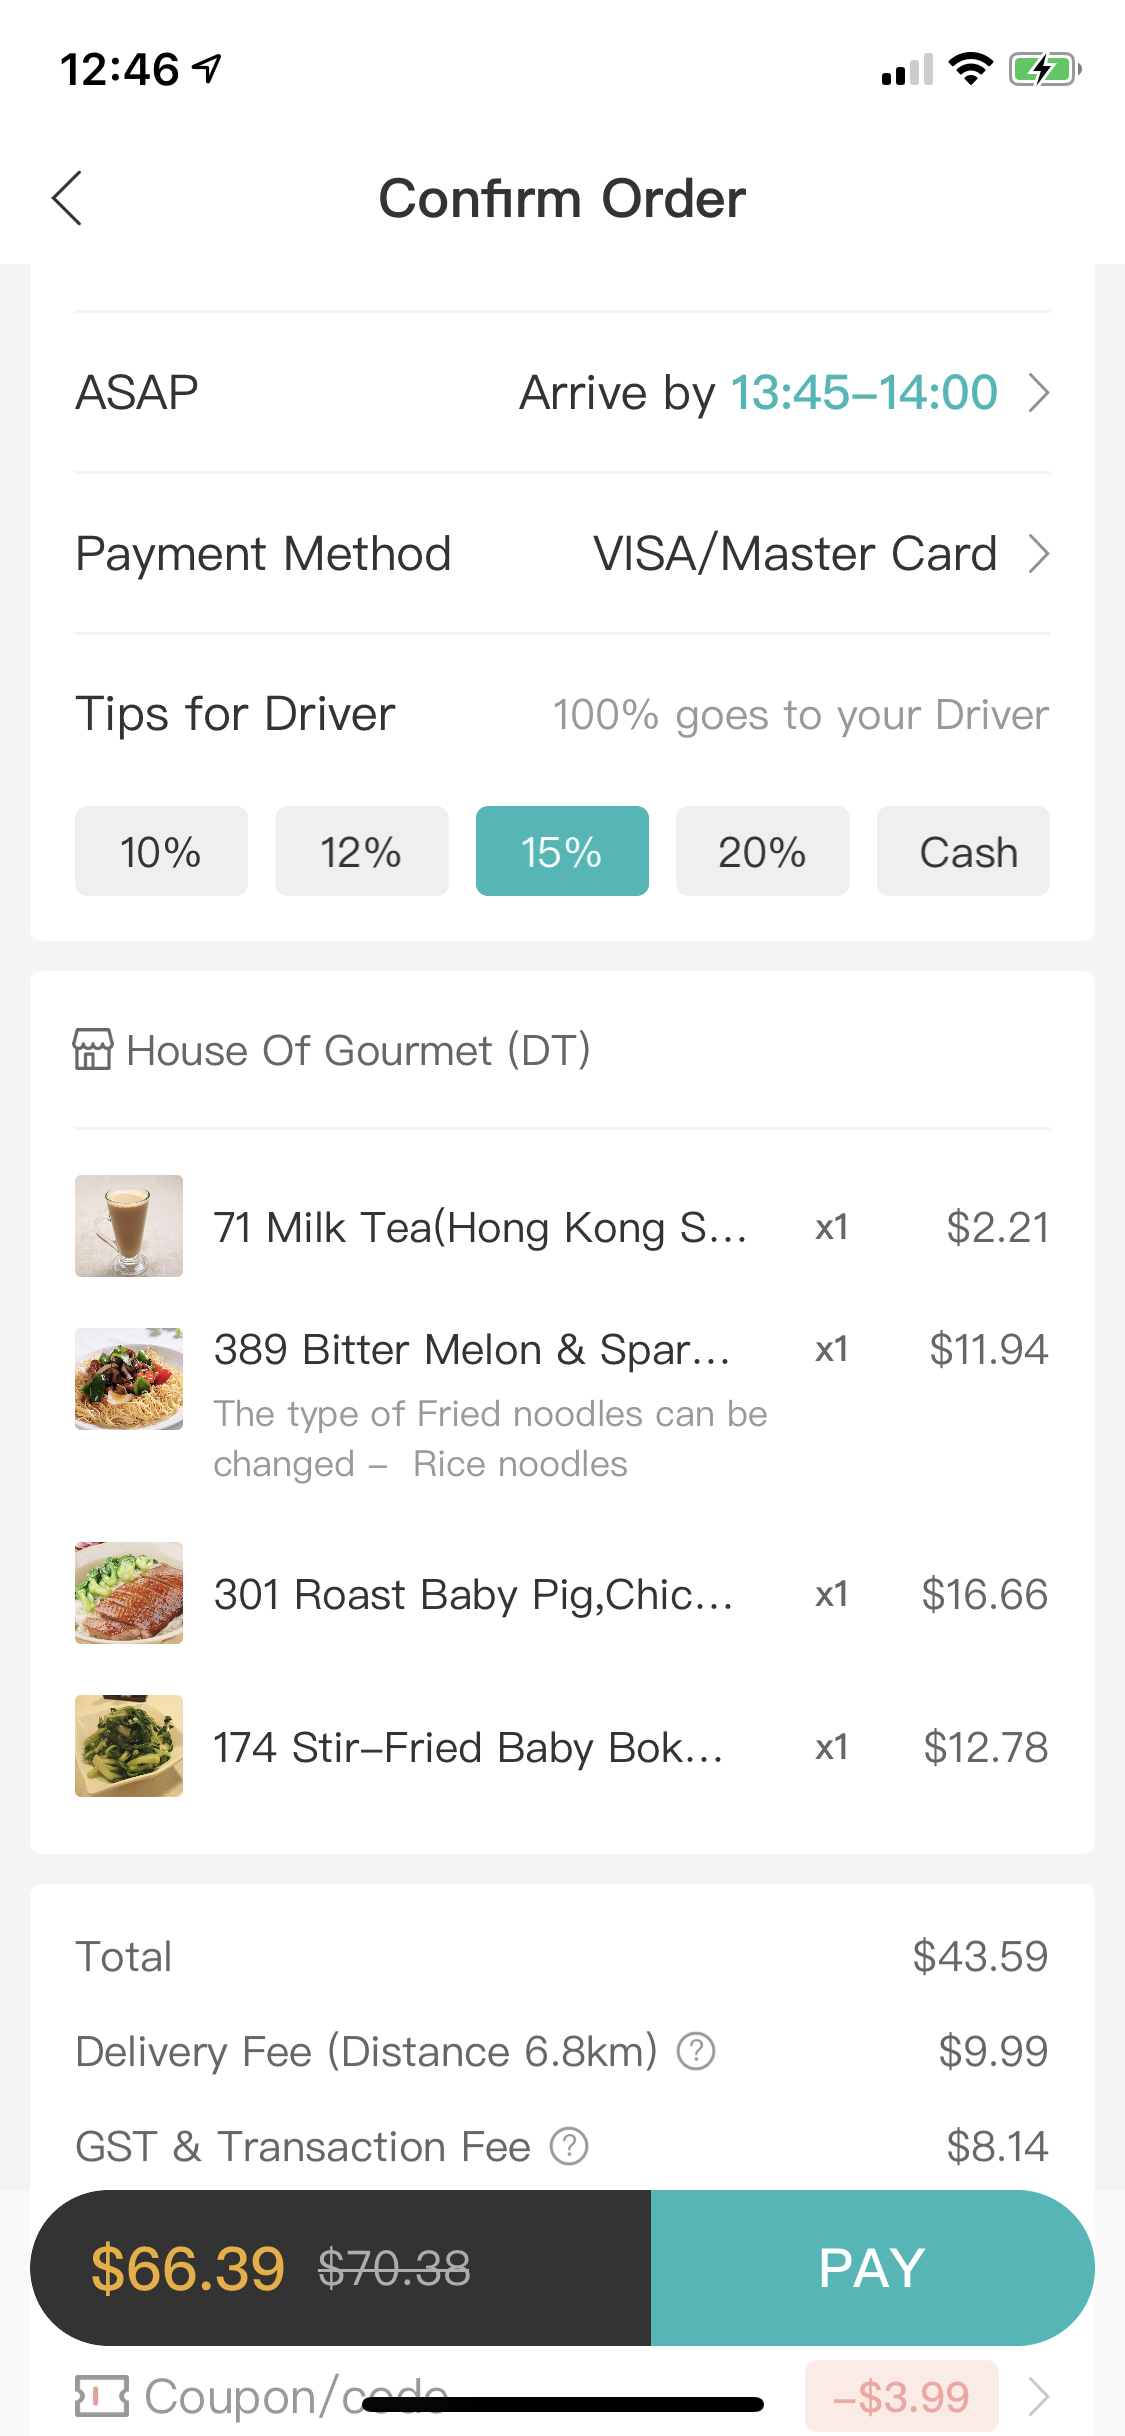 12:46
Confirm Order
ASAP Arrive by 13:45–14:00
Payment Method VISA/Master Card
Tips for Driver 100% goes to your Driver
10% 12% 15% 20% Cash
House Of Gourmet (DT)
71 Milk Tea(Hong Kong S... x1 $2.21
389 Bitter Melon & Spar... x1 $11.94
The type of Fried noodles can be
changed – Rice noodles
301 Roast Baby Pig,Chic... x1 $16.66
174 Stir–Fried Baby Bok... x1 $12.78
Total $43.59
Delivery Fee (Distance 6.8km) ? $9.99
GST & Transaction Fee ? $8.14
$66.39 $70.38 PAY
Coupon/code –$3.99